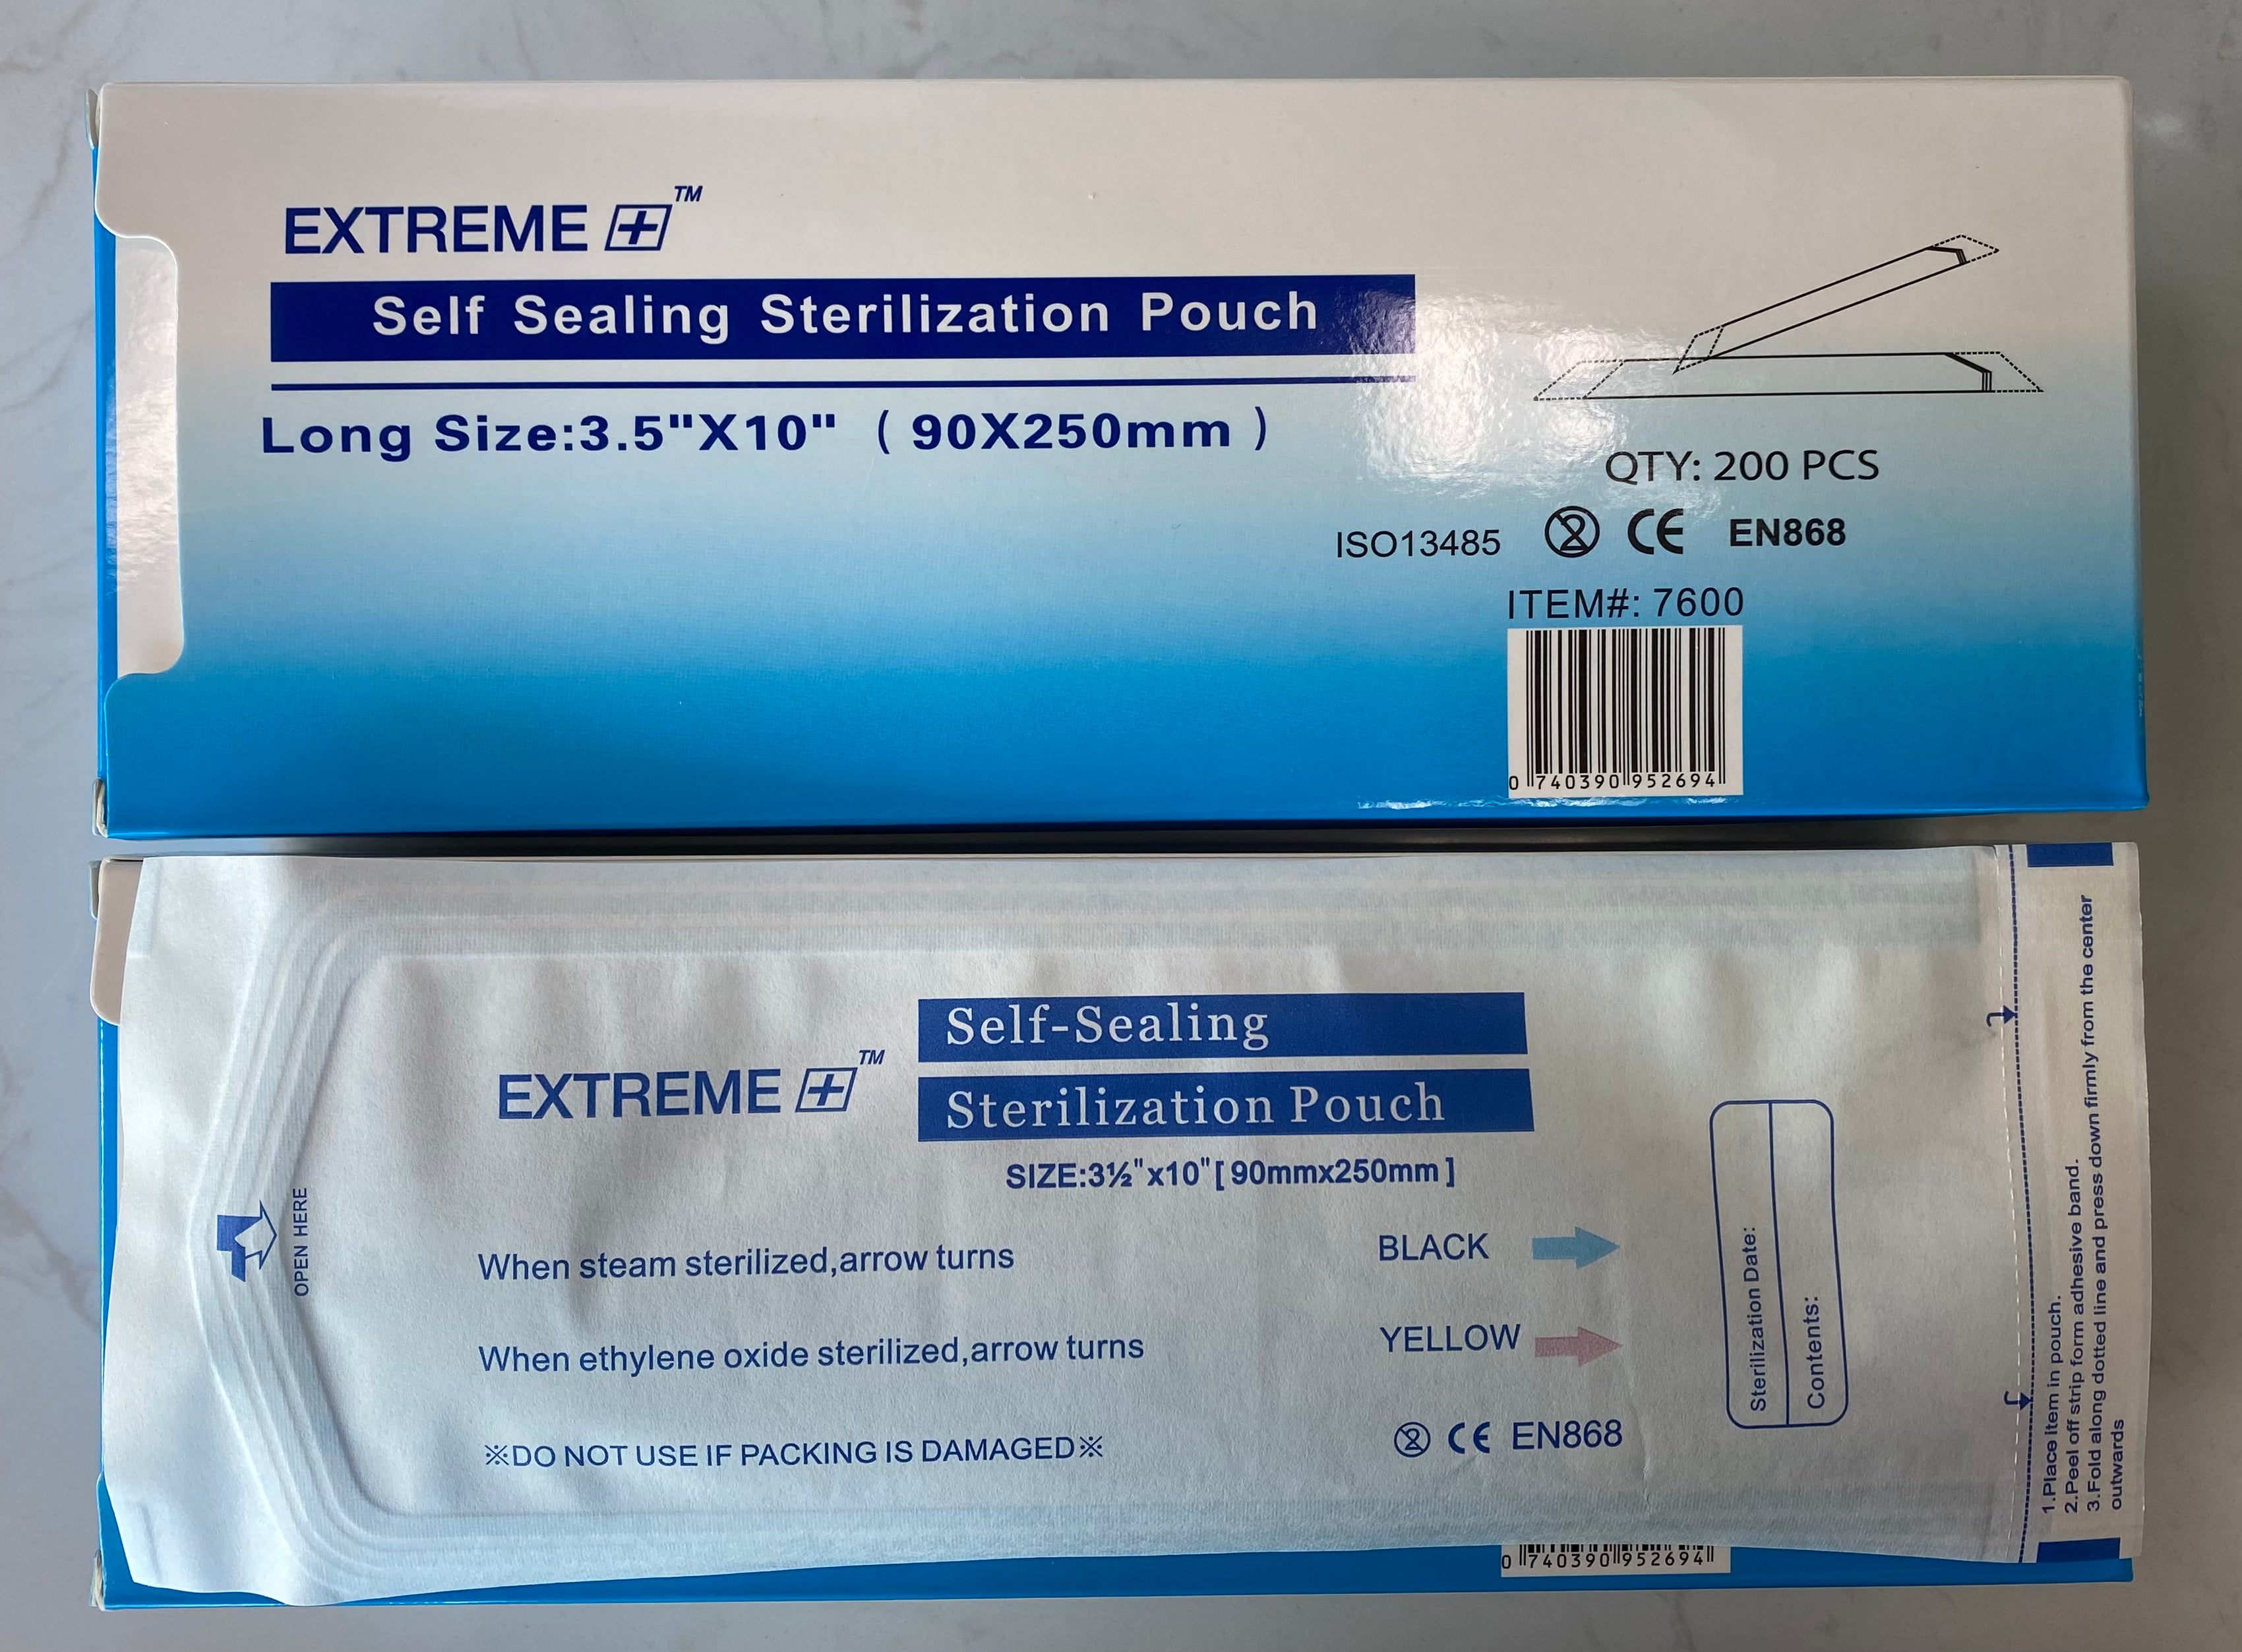 EXTREME + TM
Self Sealing Sterilization Pouch
Long Size:3.5"X10" ( 90X250mm )
QTY: 200 PCS
ISO13485 2 CE EN868
ITEM#: 7600
0 740390 952694
EXTREME + TM
Self-Sealing
Sterilization Pouch
SIZE:3½"x10"[90mmx250mm]
OPEN HERE
When steam sterilized,arrow turns BLACK
When ethylene oxide sterilized,arrow turns YELLOW
※DO NOT USE IF PACKING IS DAMAGED※
2 CE EN868
Sterilization Date:
Contents:
1.Place item in pouch.
2.Peel off strip form adhesive band.
3.Fold along dotted line and press down firmly from the center
outwards
0 740390 952694